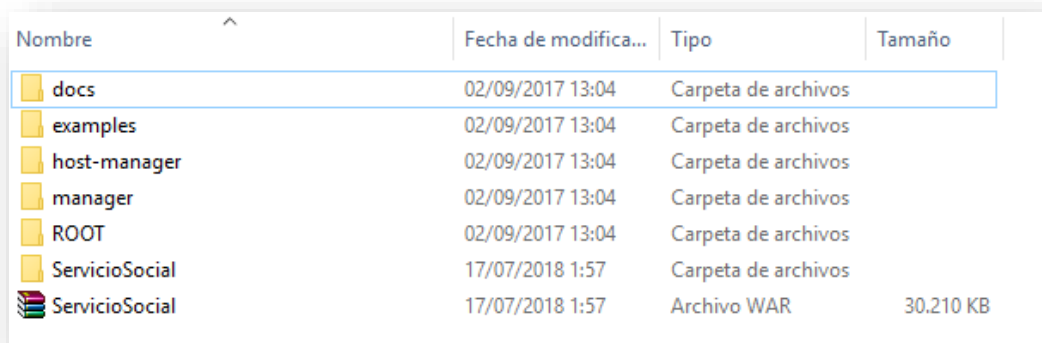 Nombre Fecha de modifica... Tipo Tamaño
docs 02/09/2017 13:04 Carpeta de archivos
examples 02/09/2017 13:04 Carpeta de archivos
host-manager 02/09/2017 13:04 Carpeta de archivos
manager 02/09/2017 13:04 Carpeta de archivos
ROOT 02/09/2017 13:04 Carpeta de archivos
ServicioSocial 17/07/2018 1:57 Carpeta de archivos
ServicioSocial 17/07/2018 1:57 Archivo WAR 30.210 KB